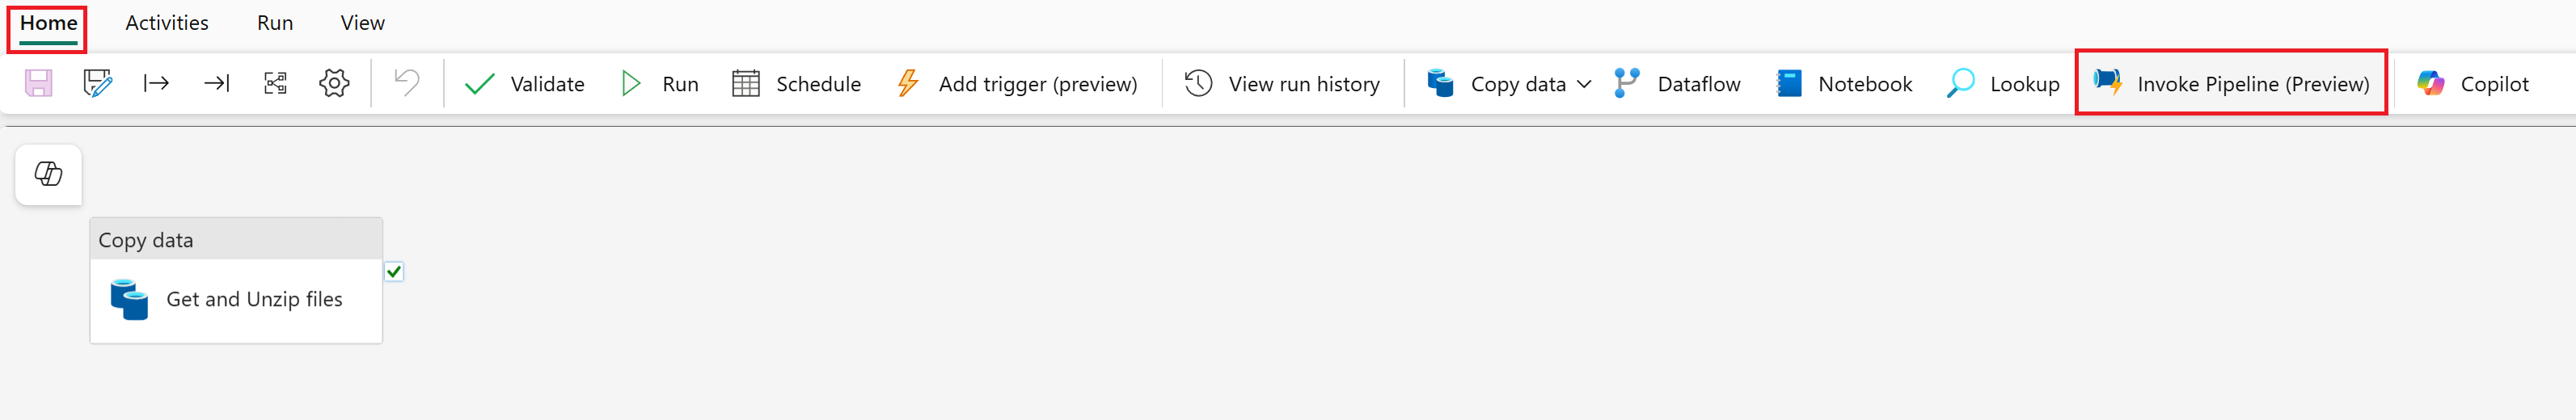 Home Activities Run View
Validate Run Schedule Add trigger (preview) View run history Copy data Dataflow Notebook Lookup Invoke Pipeline (Preview) Copilot
Copy data
Get and Unzip files